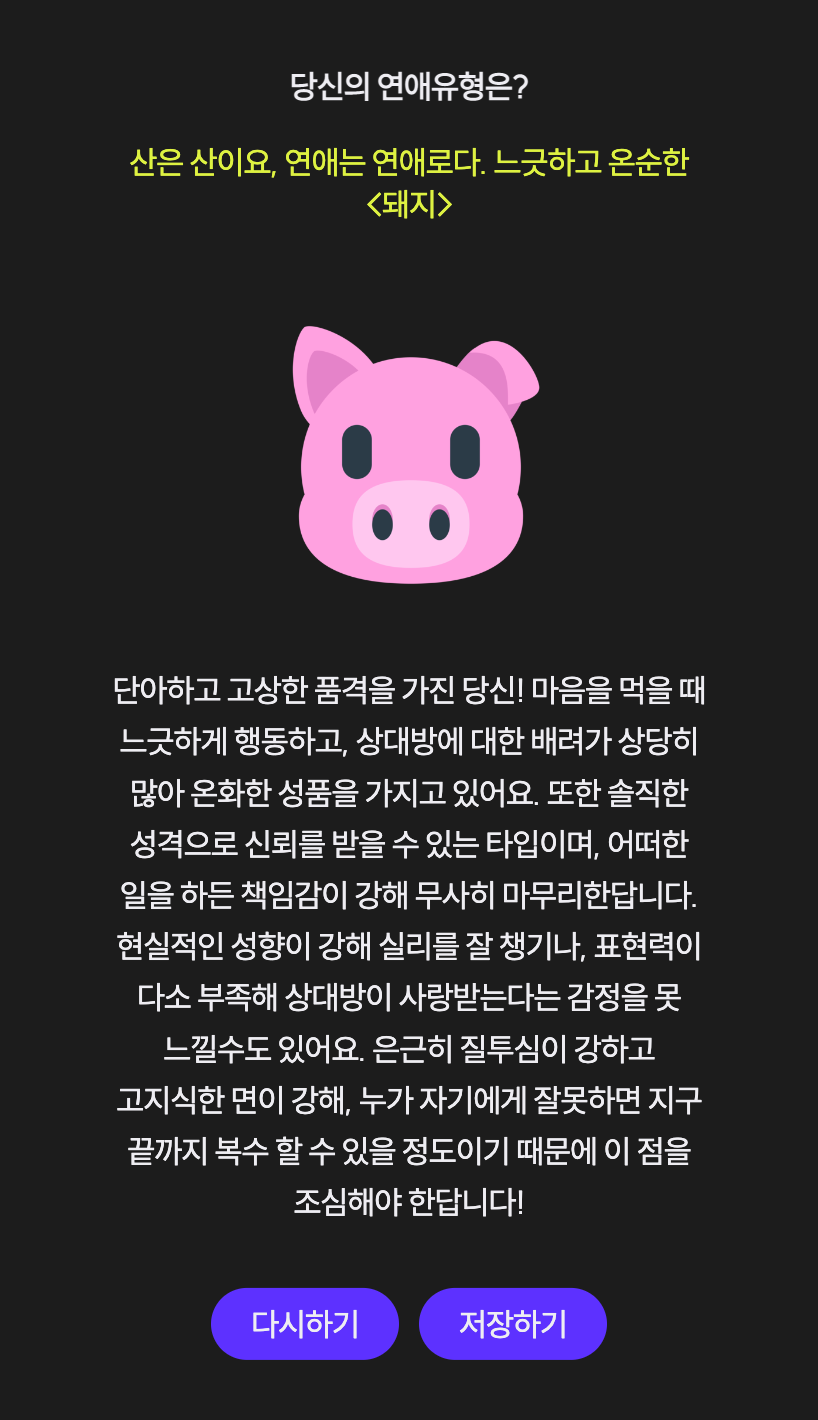 당신의 연애유형은?
산은 산이요, 연애는 연애로다. 느긋하고 온순한
<돼지>
단아하고 고상한 품격을 가진 당신! 마음을 먹을 때
느긋하게 행동하고, 상대방에 대한 배려가 상당히
많아 온화한 성품을 가지고 있어요. 또한 솔직한
성격으로 신뢰를 받을 수 있는 타입이며, 어떠한
일을 하든 책임감이 강해 무사히 마무리한답니다.
현실적인 성향이 강해 실리를 잘 챙기나, 표현력이
다소 부족해 상대방이 사랑받는다는 감정을 못
느낄수도 있어요. 은근히 질투심이 강하고
고지식한 면이 강해, 누가 자기에게 잘못하면 지구
끝까지 복수 할 수 있을 정도이기 때문에 이 점을
조심해야 한답니다!
다시하기
저장하기